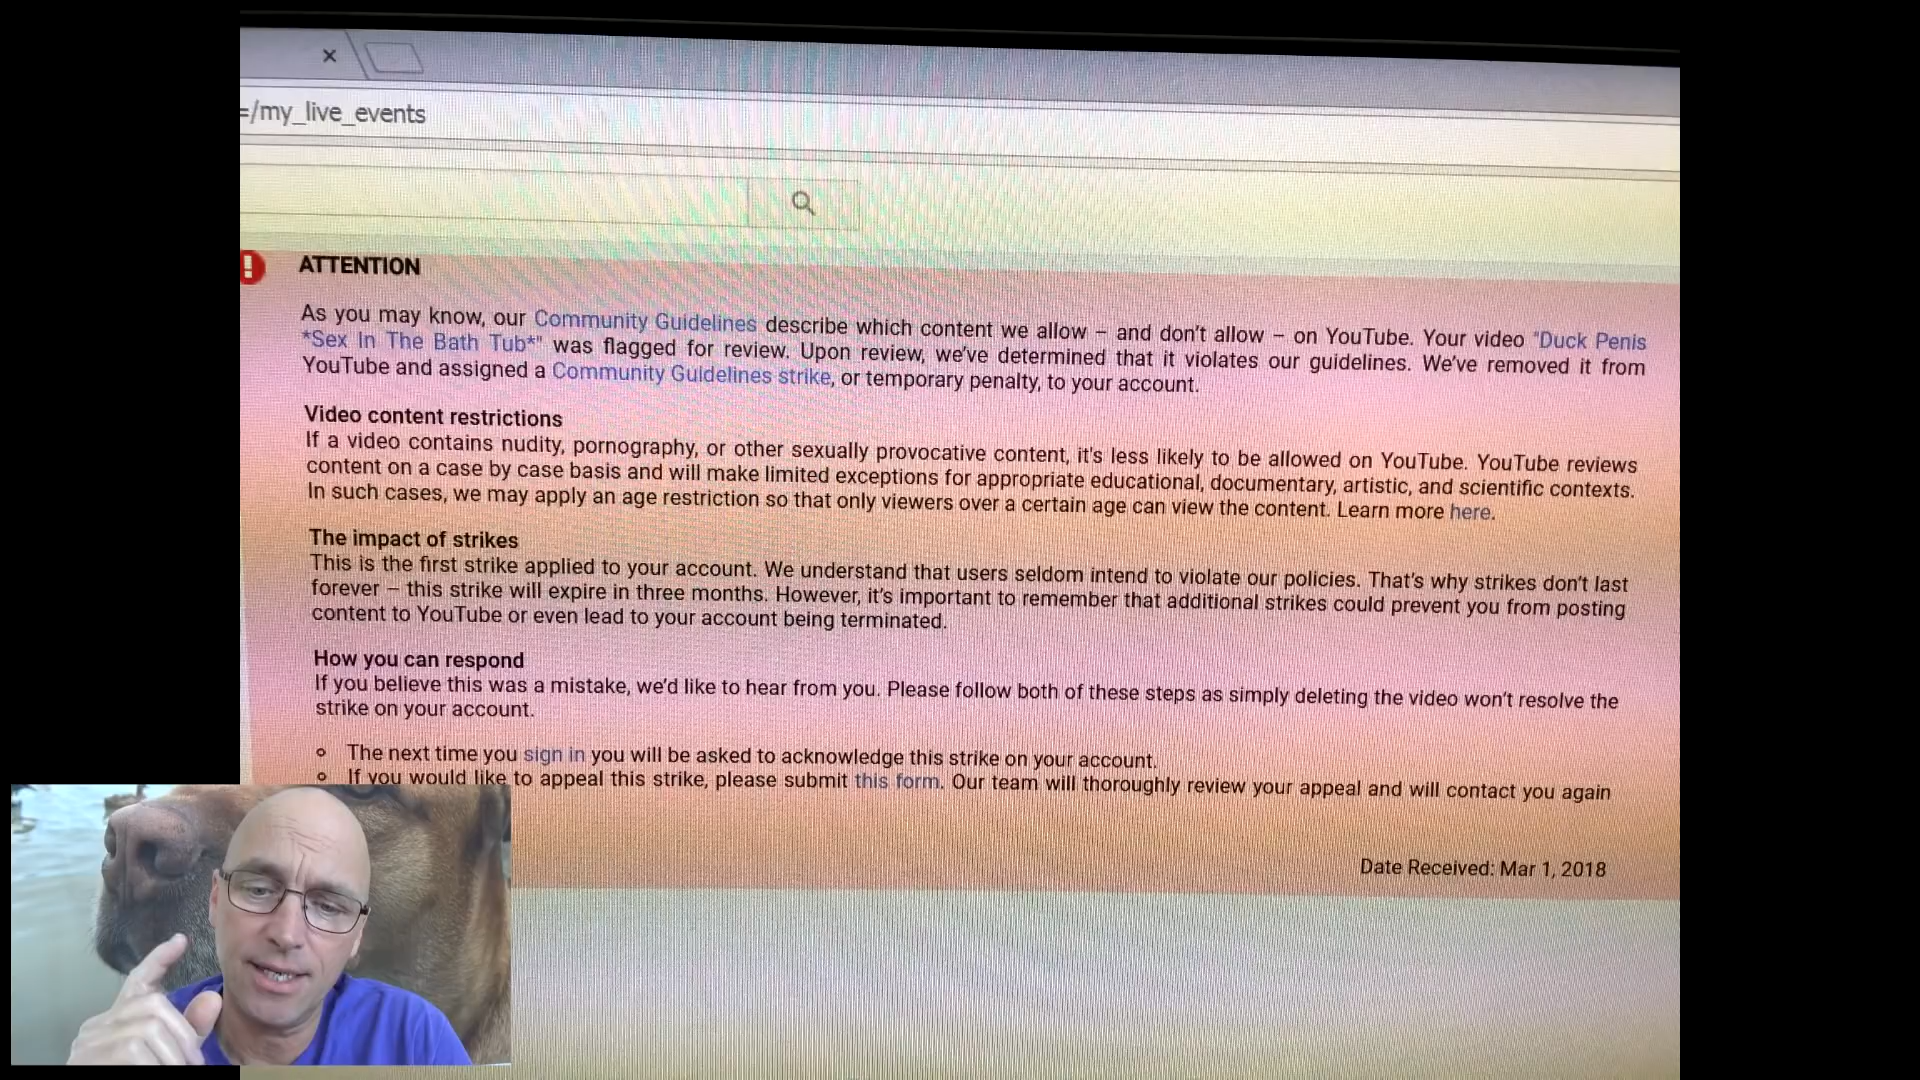 =/my_live_events
ATTENTION
As you may know, our Community Guidelines describe which content we allow – and don't allow – on YouTube. Your video "Duck Penis
*Sex In The Bath Tub*" was flagged for review. Upon review, we've determined that it violates our guidelines. We've removed it from
YouTube and assigned a Community Guidelines strike, or temporary penalty, to your account.
Video content restrictions
If a video contains nudity, pornography, or other sexually provocative content, it's less likely to be allowed on YouTube. YouTube reviews
content on a case by case basis and will make limited exceptions for appropriate educational, documentary, artistic, and scientific contexts.
In such cases, we may apply an age restriction so that only viewers over a certain age can view the content. Learn more here.
The impact of strikes
This is the first strike applied to your account. We understand that users seldom intend to violate our policies. That's why strikes don't last
forever – this strike will expire in three months. However, it's important to remember that additional strikes could prevent you from posting
content to YouTube or even lead to your account being terminated.
How you can respond
If you believe this was a mistake, we'd like to hear from you. Please follow both of these steps as simply deleting the video won't resolve the
strike on your account.
The next time you sign in you will be asked to acknowledge this strike on your account.
If you would like to appeal this strike, please submit this form. Our team will thoroughly review your appeal and will contact you again
Date Received: Mar 1, 2018